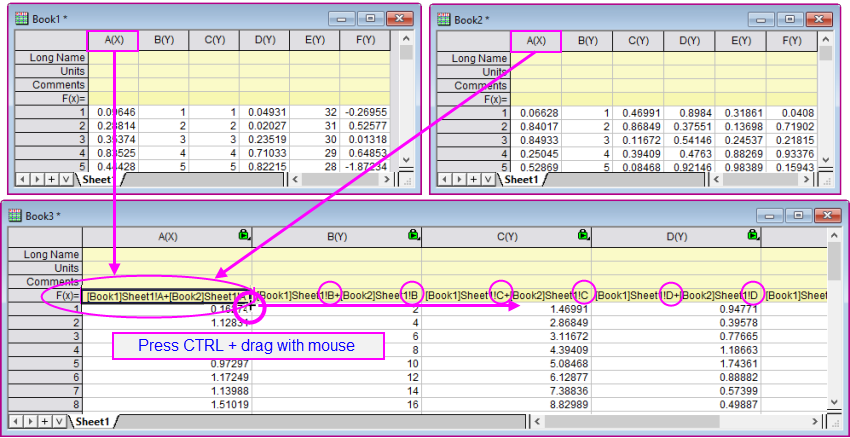 Book1 *
A(X) B(Y) C(Y) D(Y) E(Y) F(Y)
Long Name
Units
Comments
F(x)=
1 0.09646 1 1 0.04931 32 -0.26955
2 0.28814 2 2 0.02027 31 0.52577
3 0.35374 3 3 0.23519 30 0.01318
4 0.83525 4 4 0.71033 29 0.64853
5 0.44428 5 5 0.82215 28 -1.87234
Sheet1
Book2 *
A(X) B(Y) C(Y) D(Y) E(Y) F(Y)
Long Name
Units
Comments
F(x)=
1 0.06628 1 0.46991 0.8984 0.31861 0.0408
2 0.84017 2 0.86849 0.37551 0.13698 0.71902
3 0.84933 3 0.11672 0.54146 0.24537 0.21815
4 0.25045 4 0.39409 0.4763 0.88269 0.93376
5 0.52869 5 0.08468 0.92146 0.98389 0.15943
Sheet1
Book3 *
A(X) B(Y) C(Y) D(Y)
Long Name
Units
Comments
F(x)= [Book1]Sheet1!A+[Book2]Sheet1!A [Book1]Sheet1!B+[Book2]Sheet1!B [Book1]Sheet1!C+[Book2]Sheet1!C [Book1]Sheet1!D+[Book2]Sheet1!D [Book1]Shee
1 0.16274 2 1.46991 0.94771
2 1.12831 4 2.86849 0.39578
3 6 3.11672 0.77665
4 8 4.39409 1.18663
Press CTRL + drag with mouse
5 0.97297 10 5.08468 1.74361
6 1.17249 12 6.12877 0.88882
7 1.13988 14 7.38836 0.57399
8 1.51019 16 8.82989 0.49887
Sheet1